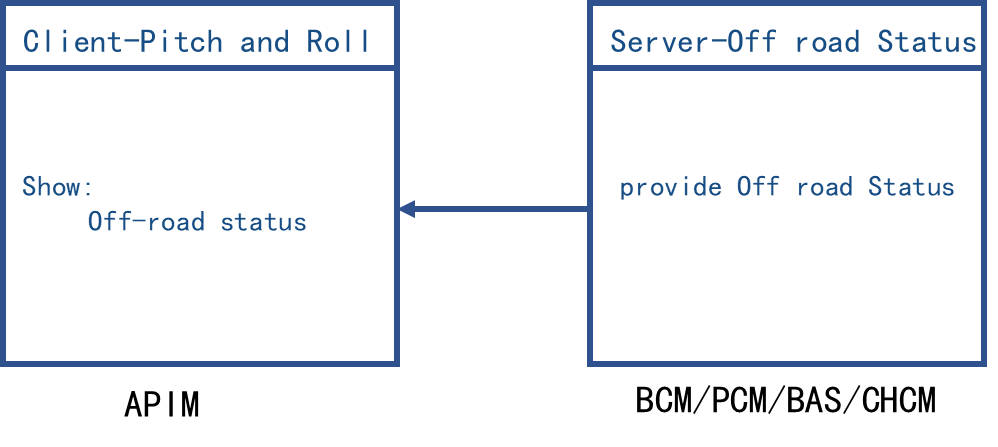 Client-Pitch and Roll
Show:
Off-road status
APIM
Server-Off road Status
provide Off road Status
BCM/PCM/BAS/CHCM